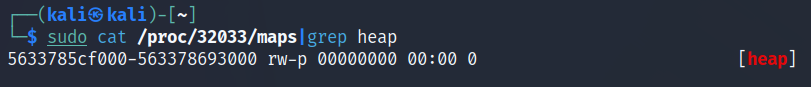 ┌──(kali㉿kali)-[~]
└─$ sudo cat /proc/32033/maps|grep heap
5633785cf000-563378693000 rw-p 00000000 00:00 0 [heap]